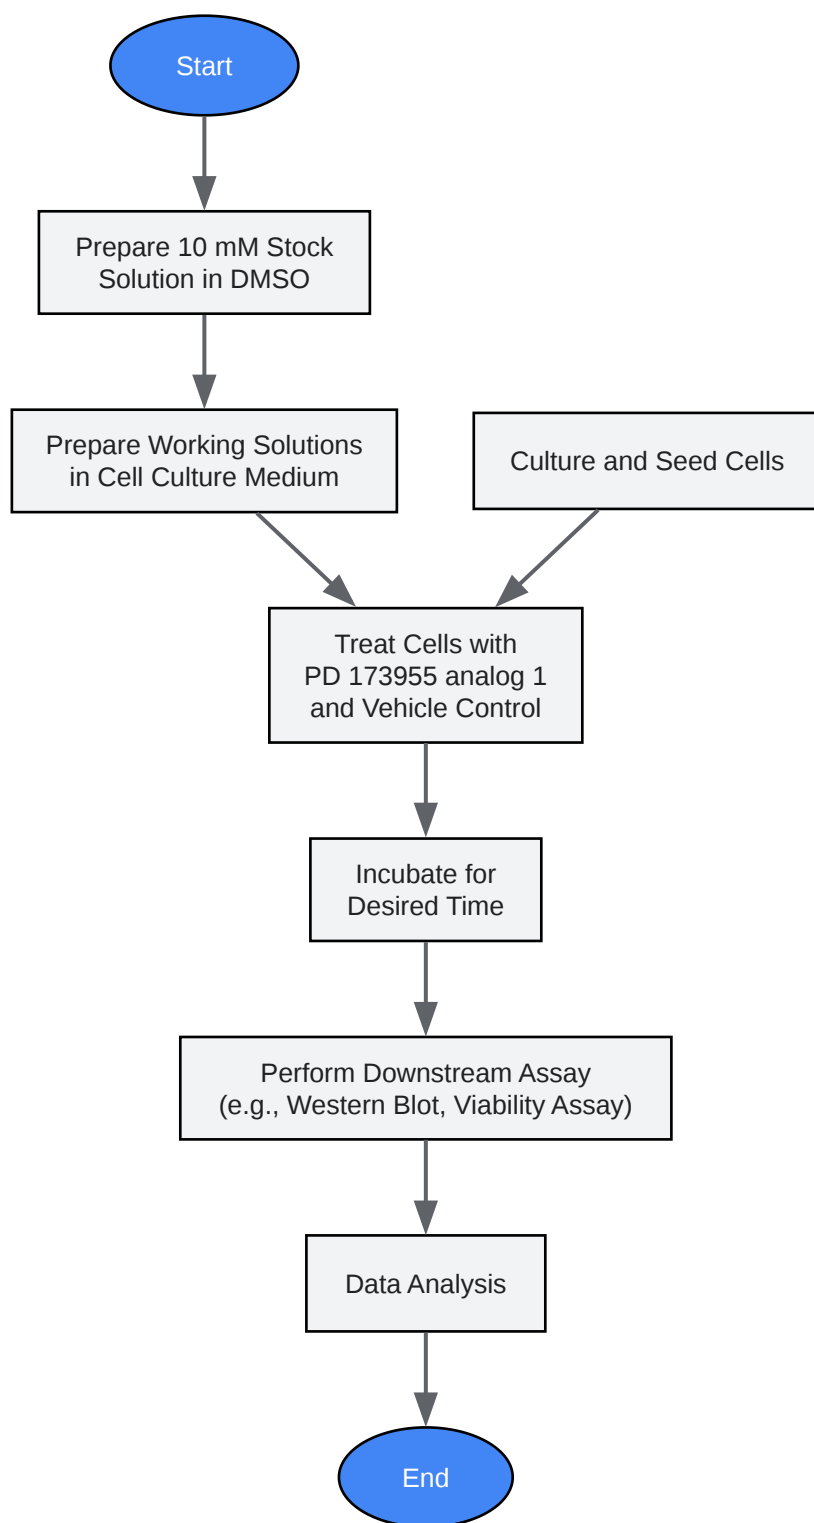 Start
Prepare 10 mM Stock
Solution in DMSO
Prepare Working Solutions
in Cell Culture Medium
Culture and Seed Cells
Treat Cells with
PD 173955 analog 1
and Vehicle Control
Incubate for
Desired Time
Perform Downstream Assay
(e.g., Western Blot, Viability Assay)
Data Analysis
End